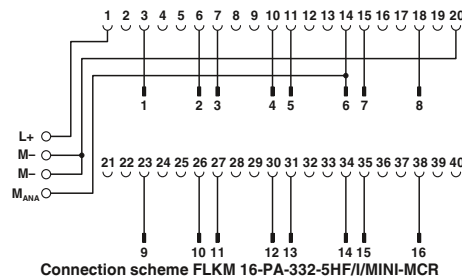 1 2 3 4 5 6 7 8 9 10 11 12 13 14 15 16 17 18 19 20
1 2 3 4 5 6 7 8
L+
M–
M–
MANA
21 22 23 24 25 26 27 28 29 30 31 32 33 34 35 36 37 38 39 40
9 10 11 12 13 14 15 16
Connection scheme FLKM 16-PA-332-5HF/I/MINI-MCR